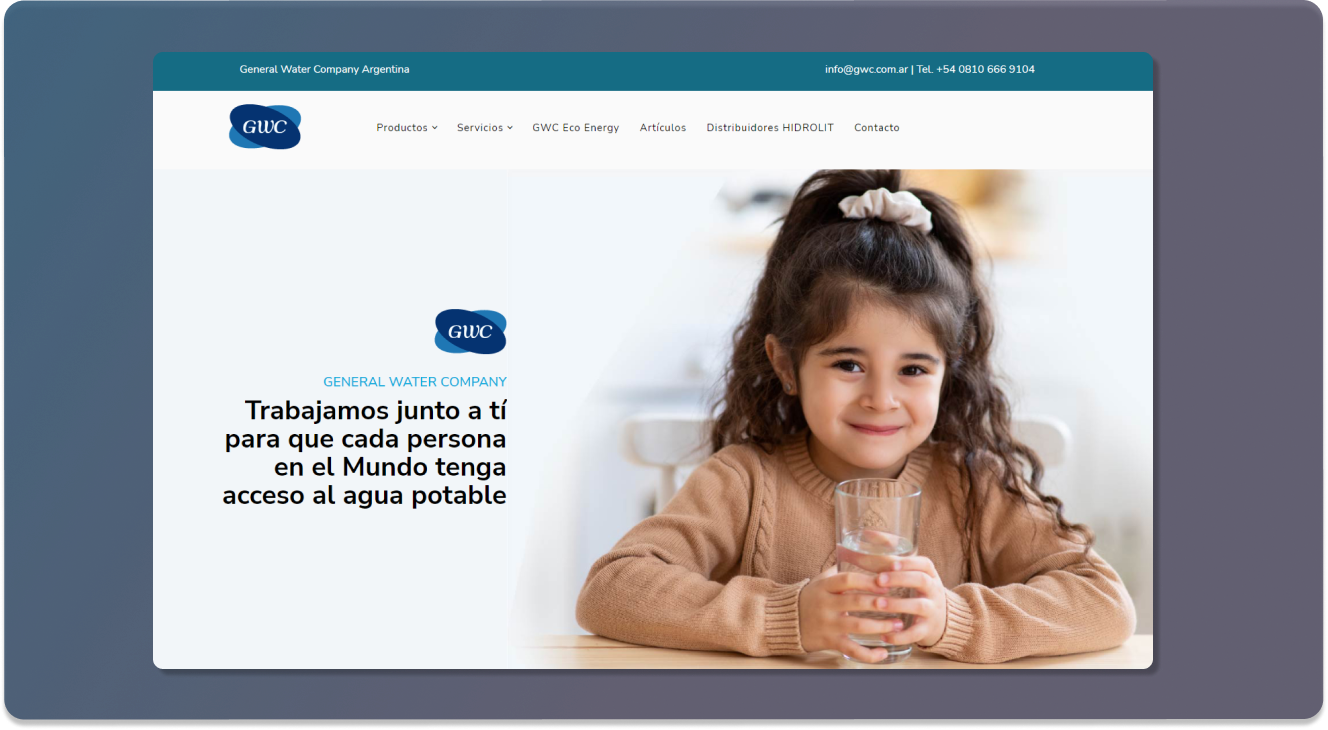 General Water Company Argentina
info@gwc.com.ar | Tel. +54 0810 666 9104
GWC
Productos Servicios GWC Eco Energy Artículos Distribuidores HIDROLIT Contacto
GWC
GENERAL WATER COMPANY
Trabajamos junto a tí
para que cada persona
en el Mundo tenga
acceso al agua potable